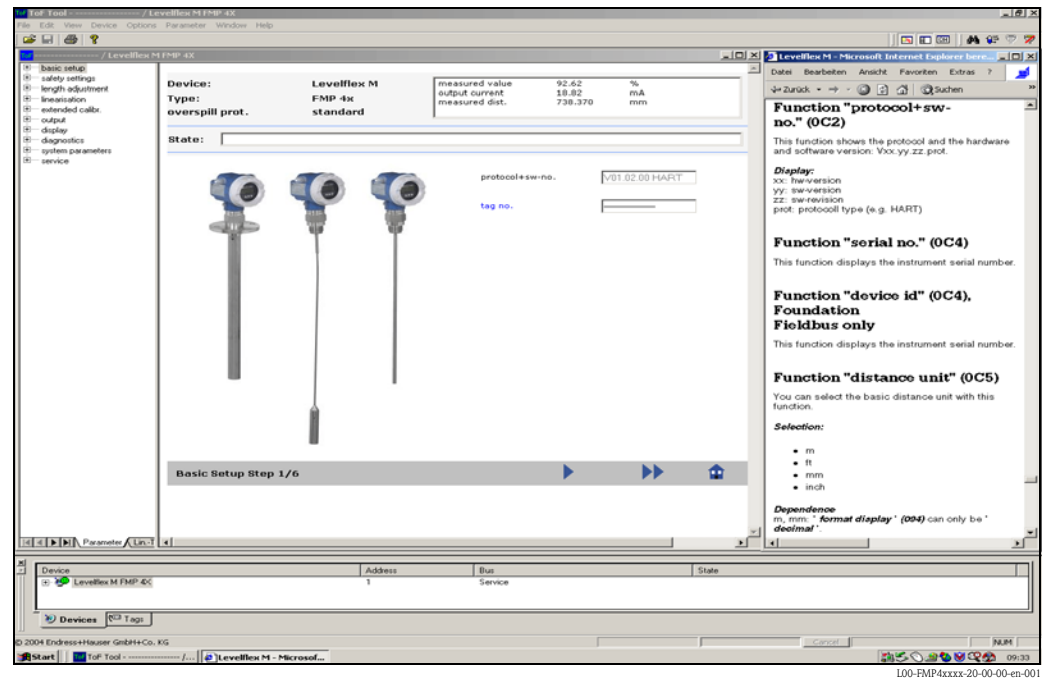 ToF Tool - ---------------- / Levelflex M FMP 4X
File Edit View Device Options Parameter Window Help
---------------- / Levelflex M FMP 4X
basic setup
safety settings
length adjustment
linearisation
extended calibr.
output
display
diagnostics
system parameters
service
Device: Levelflex M
Type: FMP 4x
overspill prot. standard
measured value 92.62 %
output current 18.82 mA
measured dist. 738.370 mm
State:
protocol+sw-no. V01.02.00 HART
tag no. ----------------
Basic Setup Step 1/6
Parameter Lin.-T
Levelflex M - Microsoft Internet Explorer bere...
Datei Bearbeiten Ansicht Favoriten Extras ?
Zurück Suchen
Function "protocol+sw-
no." (0C2)
This function shows the protocol and the hardware
and software version: Vxx.yy.zz.prot.
Display:
xx: hw-version
yy: sw-version
zz: sw-revision
prot: protocoll type (e.g. HART)
Function "serial no." (0C4)
This function displays the instrument serial number.
Function "device id" (0C4),
Foundation
Fieldbus only
This function displays the instrument serial number.
Function "distance unit" (0C5)
You can select the basic distance unit with this
function.
Selection:
m
ft
mm
inch
Dependence
m, mm: ' format display ' (094) can only be '
decimal '.
Device Address Bus State
Levelflex M FMP 4X 1 Service
Devices Tags
© 2004 Endress+Hauser GmbH+Co. KG Cancel NUM
Start ToF Tool - ---------------- /... Levelflex M - Microsof... 09:33
L00-FMP4xxxx-20-00-00-en-001